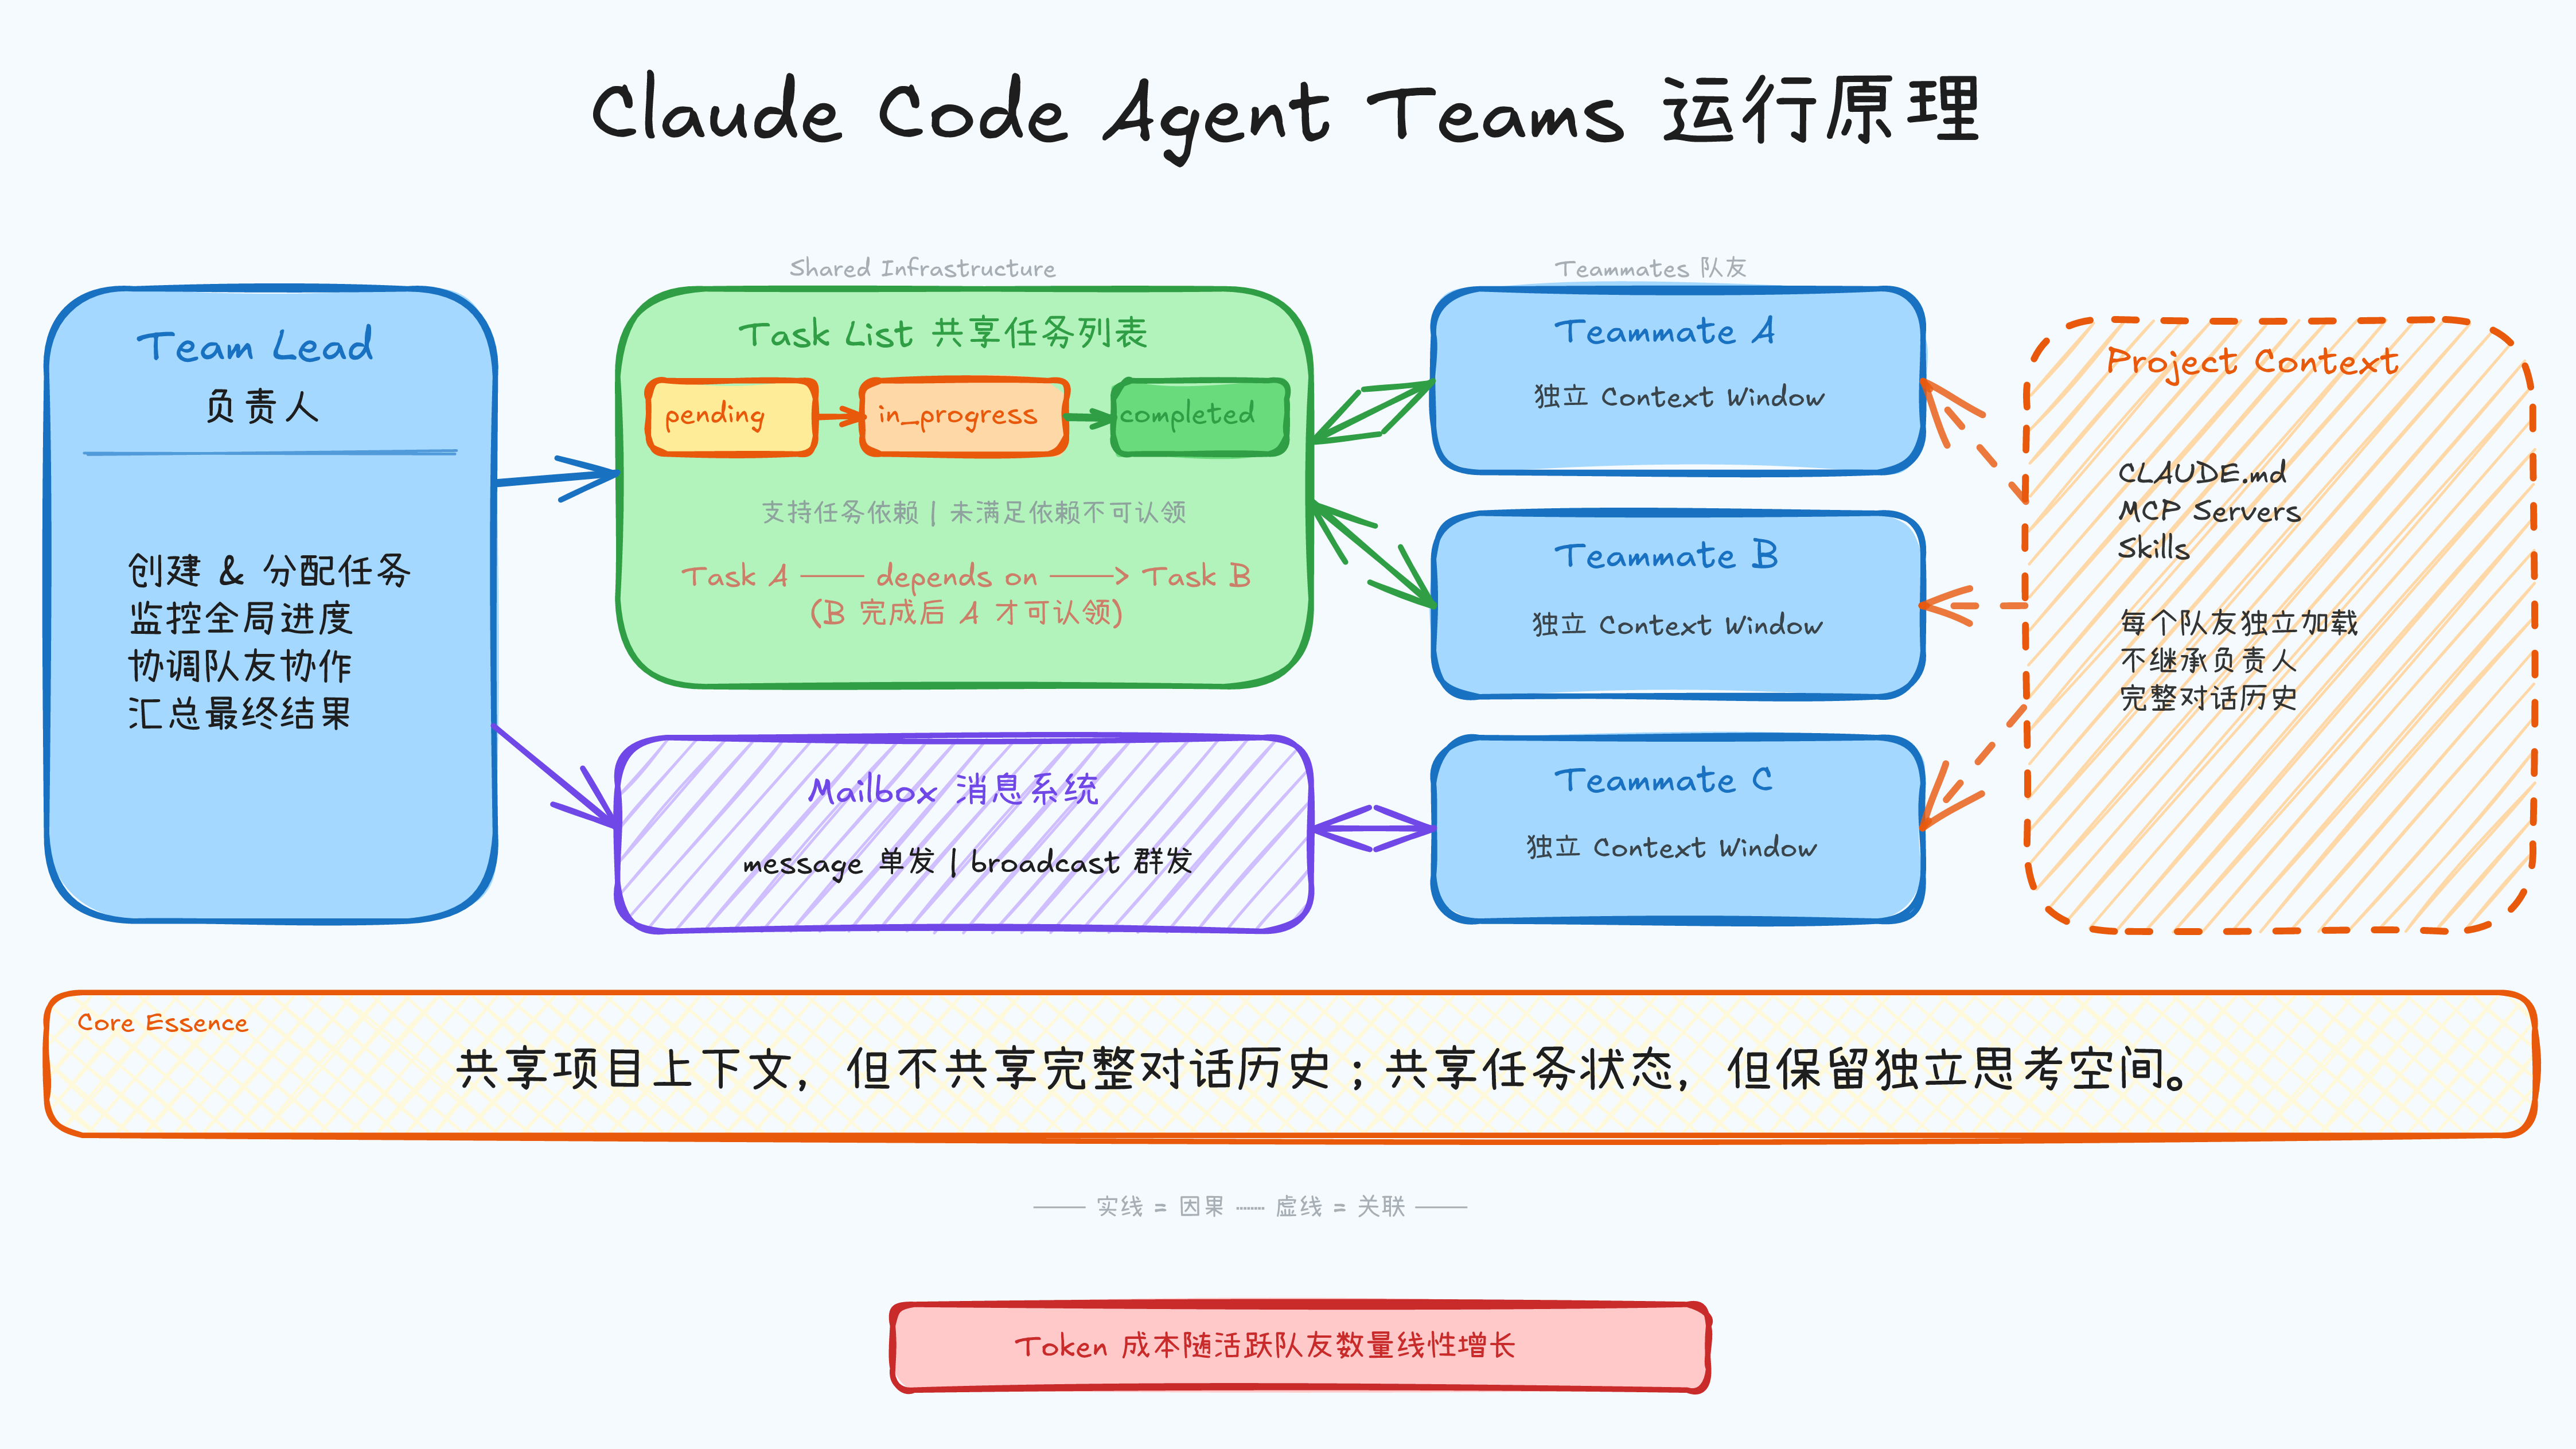 Claude Code Agent Teams 运行原理
Team Lead
负责人
创建 & 分配任务
监控全局进度
协调队友协作
汇总最终结果
Shared Infrastructure
Task List 共享任务列表
pending
in_progress
completed
支持任务依赖 | 未满足依赖不可认领
Task A —— depends on ——> Task B
(B 完成后 A 才可认领)
Mailbox 消息系统
message 单发 | broadcast 群发
Teammates 队友
Teammate A
独立 Context Window
Teammate B
独立 Context Window
Teammate C
独立 Context Window
Project Context
CLAUDE.md
MCP Servers
Skills
每个队友独立加载
不继承负责人
完整对话历史
Core Essence
共享项目上下文，但不共享完整对话历史；共享任务状态，但保留独立思考空间。
—— 实线 = 因果 ┈┈ 虚线 = 关联 ——
Token 成本随活跃队友数量线性增长